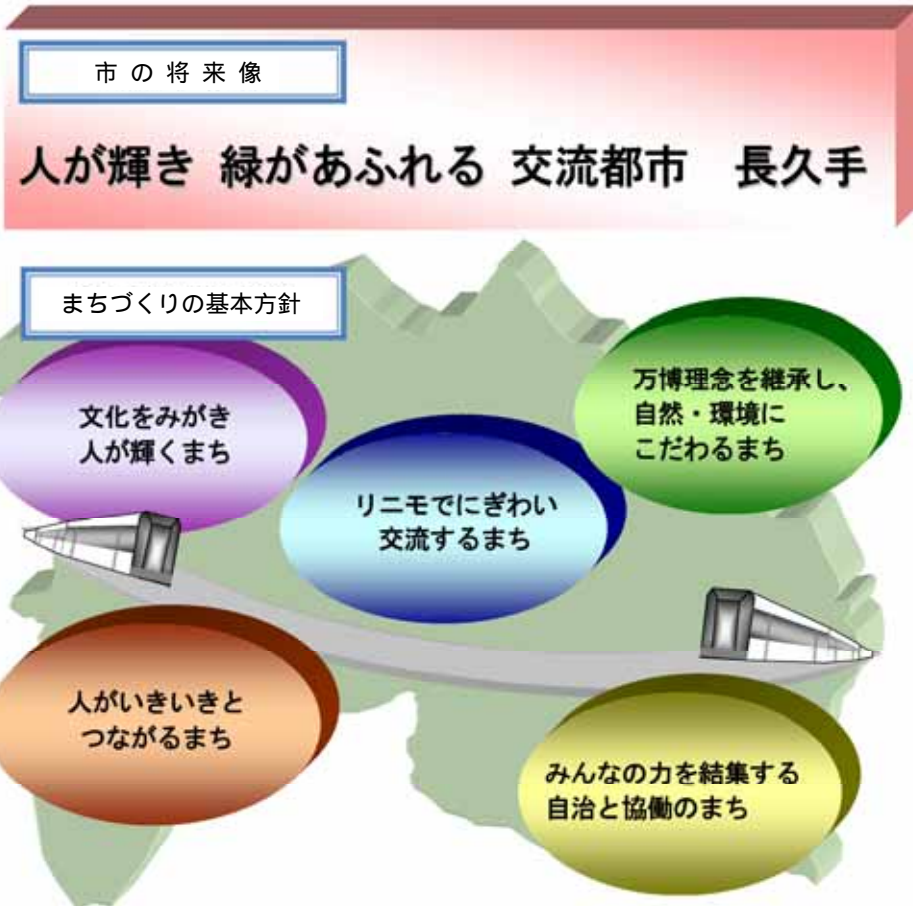 市の将来像
人が輝き 緑があふれる 交流都市　長久手
まちづくりの基本方針
文化をみがき
人が輝くまち
万博理念を継承し、
自然・環境に
こだわるまち
リニモでにぎわい
交流するまち
人がいきいきと
つながるまち
みんなの力を結集する
自治と協働のまち